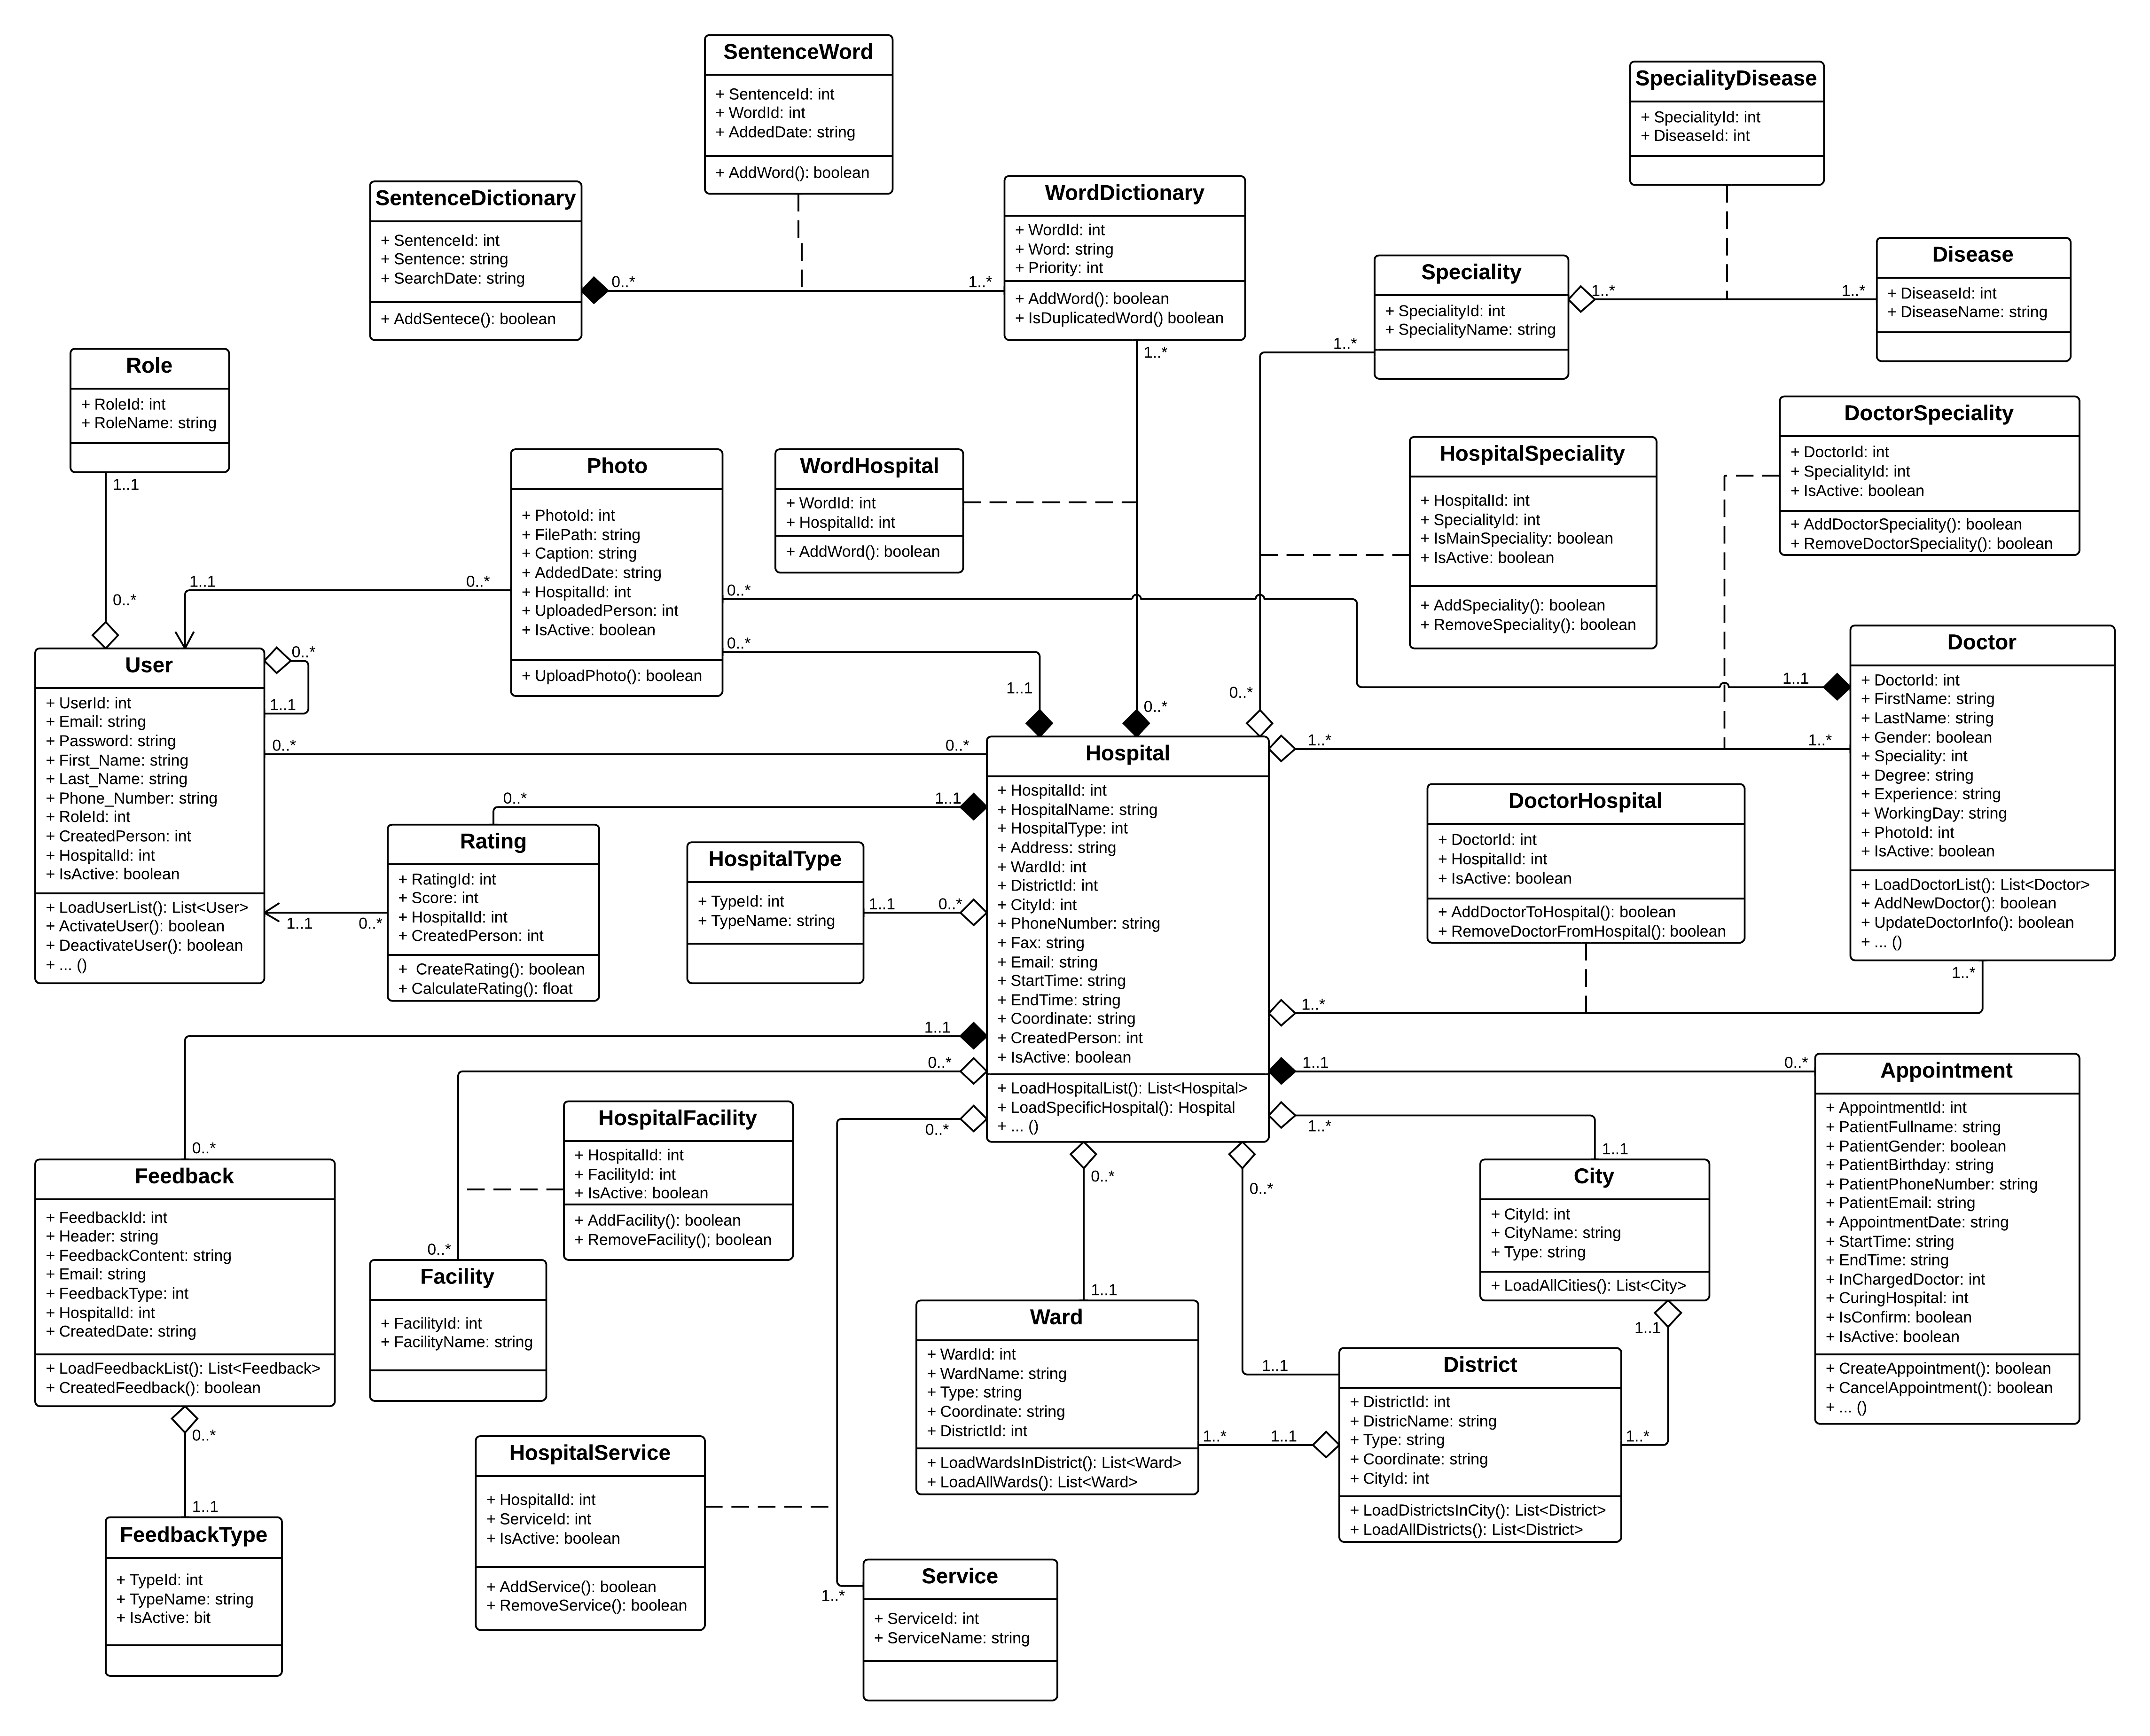 SentenceWord
+ SentenceId: int
+ WordId: int
+ AddedDate: string
+ AddWord(): boolean
SpecialityDisease
+ SpecialityId: int
+ DiseaseId: int
SentenceDictionary
+ SentenceId: int
+ Sentence: string
+ SearchDate: string
+ AddSentece(): boolean
0..*
1..*
WordDictionary
+ WordId: int
+ Word: string
+ Priority: int
+ AddWord(): boolean
+ IsDuplicatedWord() boolean
1..*
Speciality
+ SpecialityId: int
+ SpecialityName: string
1..*
1..*
1..*
Disease
+ DiseaseId: int
+ DiseaseName: string
Role
+ RoleId: int
+ RoleName: string
1..1
0..*
Photo
+ PhotoId: int
+ FilePath: string
+ Caption: string
+ AddedDate: string
+ HospitalId: int
+ UploadedPerson: int
+ IsActive: boolean
+ UploadPhoto(): boolean
1..1
0..*
0..*
0..*
1..1
WordHospital
+ WordId: int
+ HospitalId: int
+ AddWord(): boolean
0..*
0..*
HospitalSpeciality
+ HospitalId: int
+ SpecialityId: int
+ IsMainSpeciality: boolean
+ IsActive: boolean
+ AddSpeciality(): boolean
+ RemoveSpeciality(): boolean
DoctorSpeciality
+ DoctorId: int
+ SpecialityId: int
+ IsActive: boolean
+ AddDoctorSpeciality(): boolean
+ RemoveDoctorSpeciality(): boolean
User
+ UserId: int
+ Email: string
+ Password: string
+ First_Name: string
+ Last_Name: string
+ Phone_Number: string
+ RoleId: int
+ CreatedPerson: int
+ HospitalId: int
+ IsActive: boolean
+ LoadUserList(): List<User>
+ ActivateUser(): boolean
+ DeactivateUser(): boolean
+ ... ()
0..*
1..1
0..*
0..*
1..1
0..*
Rating
+ RatingId: int
+ Score: int
+ HospitalId: int
+ CreatedPerson: int
+ CreateRating(): boolean
+ CalculateRating(): float
0..*
1..1
HospitalType
+ TypeId: int
+ TypeName: string
1..1
0..*
Hospital
+ HospitalId: int
+ HospitalName: string
+ HospitalType: int
+ Address: string
+ WardId: int
+ DistrictId: int
+ CityId: int
+ PhoneNumber: string
+ Fax: string
+ Email: string
+ StartTime: string
+ EndTime: string
+ Coordinate: string
+ CreatedPerson: int
+ IsActive: boolean
+ LoadHospitalList(): List<Hospital>
+ LoadSpecificHospital(): Hospital
+ ... ()
1..*
1..*
1..1
DoctorHospital
+ DoctorId: int
+ HospitalId: int
+ IsActive: boolean
+ AddDoctorToHospital(): boolean
+ RemoveDoctorFromHospital(): boolean
Doctor
+ DoctorId: int
+ FirstName: string
+ LastName: string
+ Gender: boolean
+ Speciality: int
+ Degree: string
+ Experience: string
+ WorkingDay: string
+ PhotoId: int
+ IsActive: boolean
+ LoadDoctorList(): List<Doctor>
+ AddNewDoctor(): boolean
+ UpdateDoctorInfo(): boolean
+ ... ()
1..*
1..*
1..1
0..*
Appointment
+ AppointmentId: int
+ PatientFullname: string
+ PatientGender: boolean
+ PatientBirthday: string
+ PatientPhoneNumber: string
+ PatientEmail: string
+ AppointmentDate: string
+ StartTime: string
+ EndTime: string
+ InChargedDoctor: int
+ CuringHospital: int
+ IsConfirm: boolean
+ IsActive: boolean
+ CreateAppointment(): boolean
+ CancelAppointment(): boolean
+ ... ()
1..1
0..*
Feedback
+ FeedbackId: int
+ Header: string
+ FeedbackContent: string
+ Email: string
+ FeedbackType: int
+ HospitalId: int
+ CreatedDate: string
+ LoadFeedbackList(): List<Feedback>
+ CreatedFeedback(): boolean
0..*
1..1
FeedbackType
+ TypeId: int
+ TypeName: string
+ IsActive: bit
0..*
0..*
HospitalFacility
+ HospitalId: int
+ FacilityId: int
+ IsActive: boolean
+ AddFacility(): boolean
+ RemoveFacility(); boolean
Facility
+ FacilityId: int
+ FacilityName: string
HospitalService
+ HospitalId: int
+ ServiceId: int
+ IsActive: boolean
+ AddService(): boolean
+ RemoveService(): boolean
0..*
1..*
Service
+ ServiceId: int
+ ServiceName: string
0..*
1..1
Ward
+ WardId: int
+ WardName: string
+ Type: string
+ Coordinate: string
+ DistrictId: int
+ LoadWardsInDistrict(): List<Ward>
+ LoadAllWards(): List<Ward>
1..*
1..1
0..*
1..1
District
+ DistrictId: int
+ DistricName: string
+ Type: string
+ Coordinate: string
+ CityId: int
+ LoadDistrictsInCity(): List<District>
+ LoadAllDistricts(): List<District>
1..*
1..1
City
+ CityId: int
+ CityName: string
+ Type: string
+ LoadAllCities(): List<City>
1..1
1..*